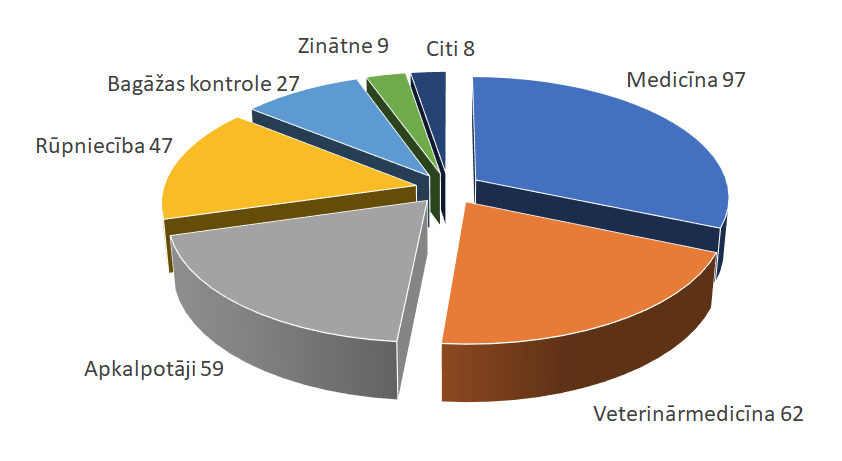 Zinātne 9
Citi 8
Medicīna 97
Bagāžas kontrole 27
Rūpniecība 47
Apkalpotāji 59
Veterinārmedicīna 62